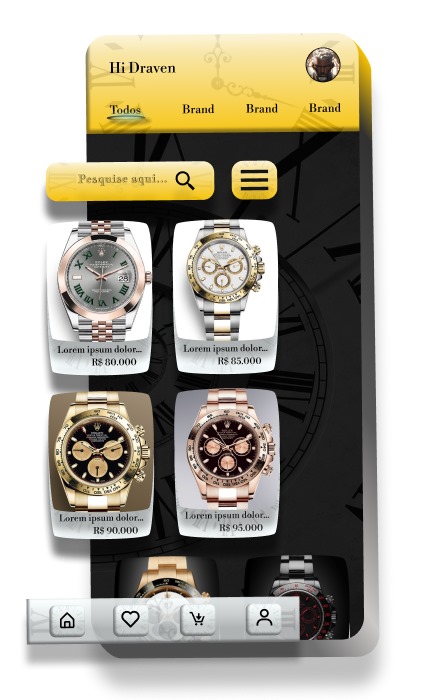 Hi Draven
Todos Brand Brand Brand
Pesquise aqui...
Lorem ipsum dolor... Lorem ipsum dolor...
R$ 80.000 R$ 85.000
Lorem ipsum dolor... Lorem ipsum dolor...
R$ 90.000 R$ 95.000